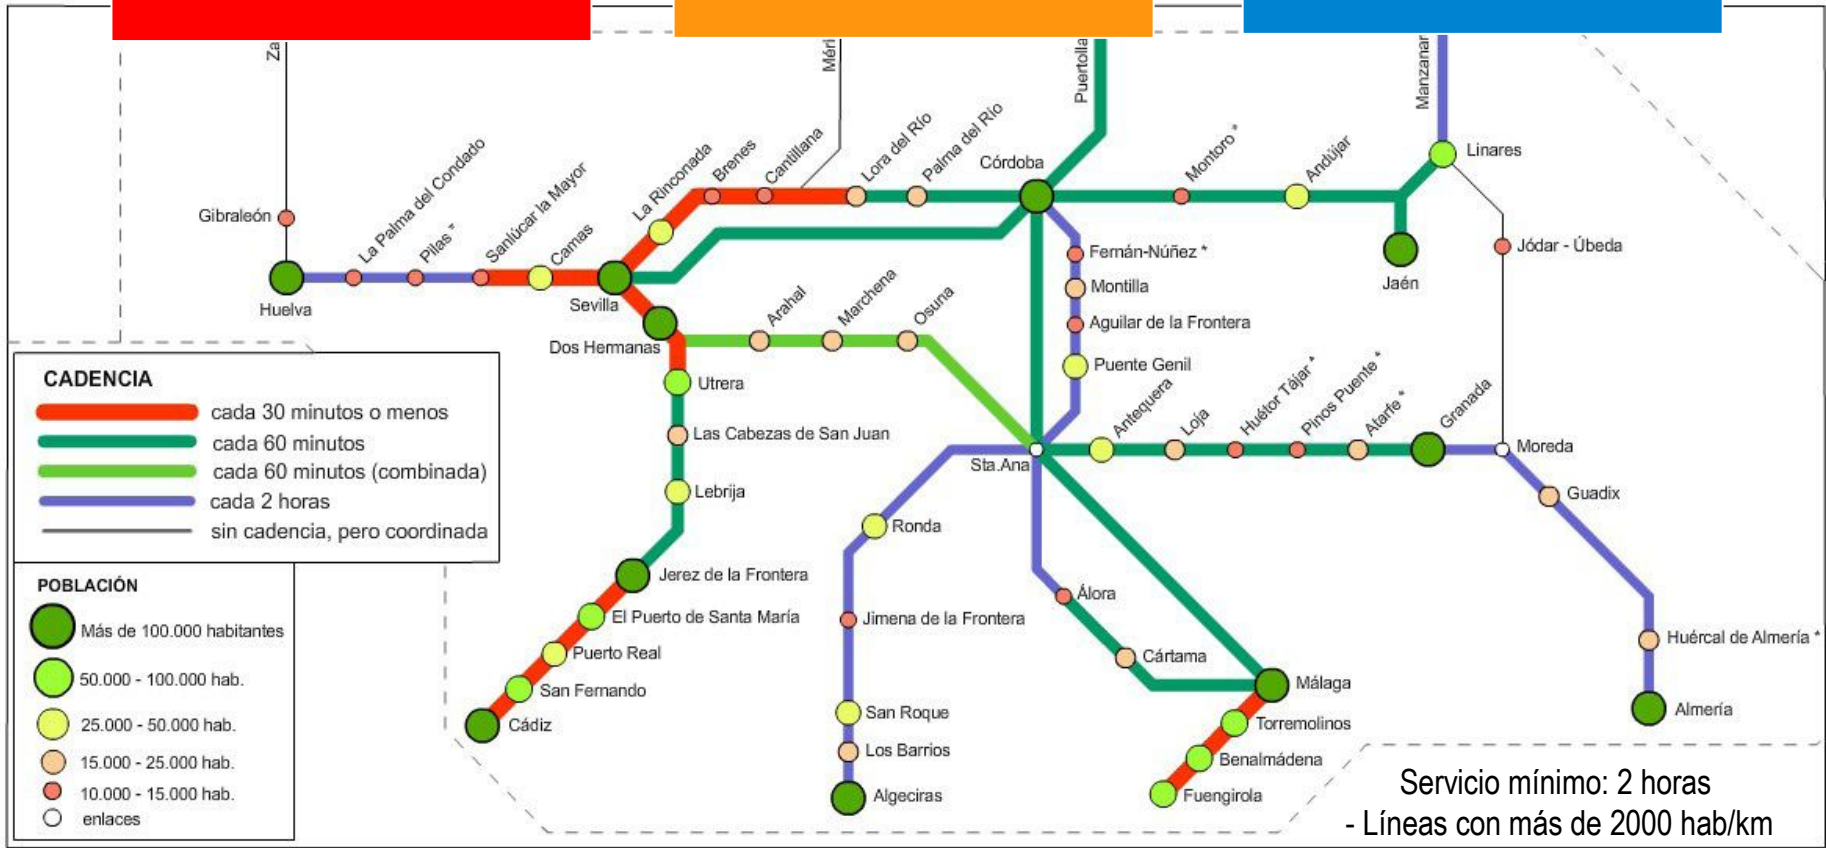 Za
Méri
Puertolla
Manzanar
Gibraleón
Huelva
La Palma del Condado
Pilas *
Sanlúcar la Mayor
Camas
Sevilla
La Rinconada
Brenes
Cantillana
Lora del Río
Palma del Río
Córdoba
Montoro *
Andújar
Linares
Jaén
Jódar - Úbeda
Dos Hermanas
Arahal
Marchena
Osuna
Fernán-Núñez *
Montilla
Aguilar de la Frontera
Puente Genil
Utrera
Las Cabezas de San Juan
Lebrija
Jerez de la Frontera
El Puerto de Santa María
Puerto Real
San Fernando
Cádiz
Sta.Ana
Antequera
Loja
Huétor Tájar *
Pinos Puente *
Atarfe *
Granada
Moreda
Guadix
Huércal de Almería *
Almería
Ronda
Jimena de la Frontera
San Roque
Los Barrios
Algeciras
Álora
Cártama
Málaga
Torremolinos
Benalmádena
Fuengirola
CADENCIA
cada 30 minutos o menos
cada 60 minutos
cada 60 minutos (combinada)
cada 2 horas
sin cadencia, pero coordinada
POBLACIÓN
Más de 100.000 habitantes
50.000 - 100.000 hab.
25.000 - 50.000 hab.
15.000 - 25.000 hab.
10.000 - 15.000 hab.
enlaces
Servicio mínimo: 2 horas
- Líneas con más de 2000 hab/km